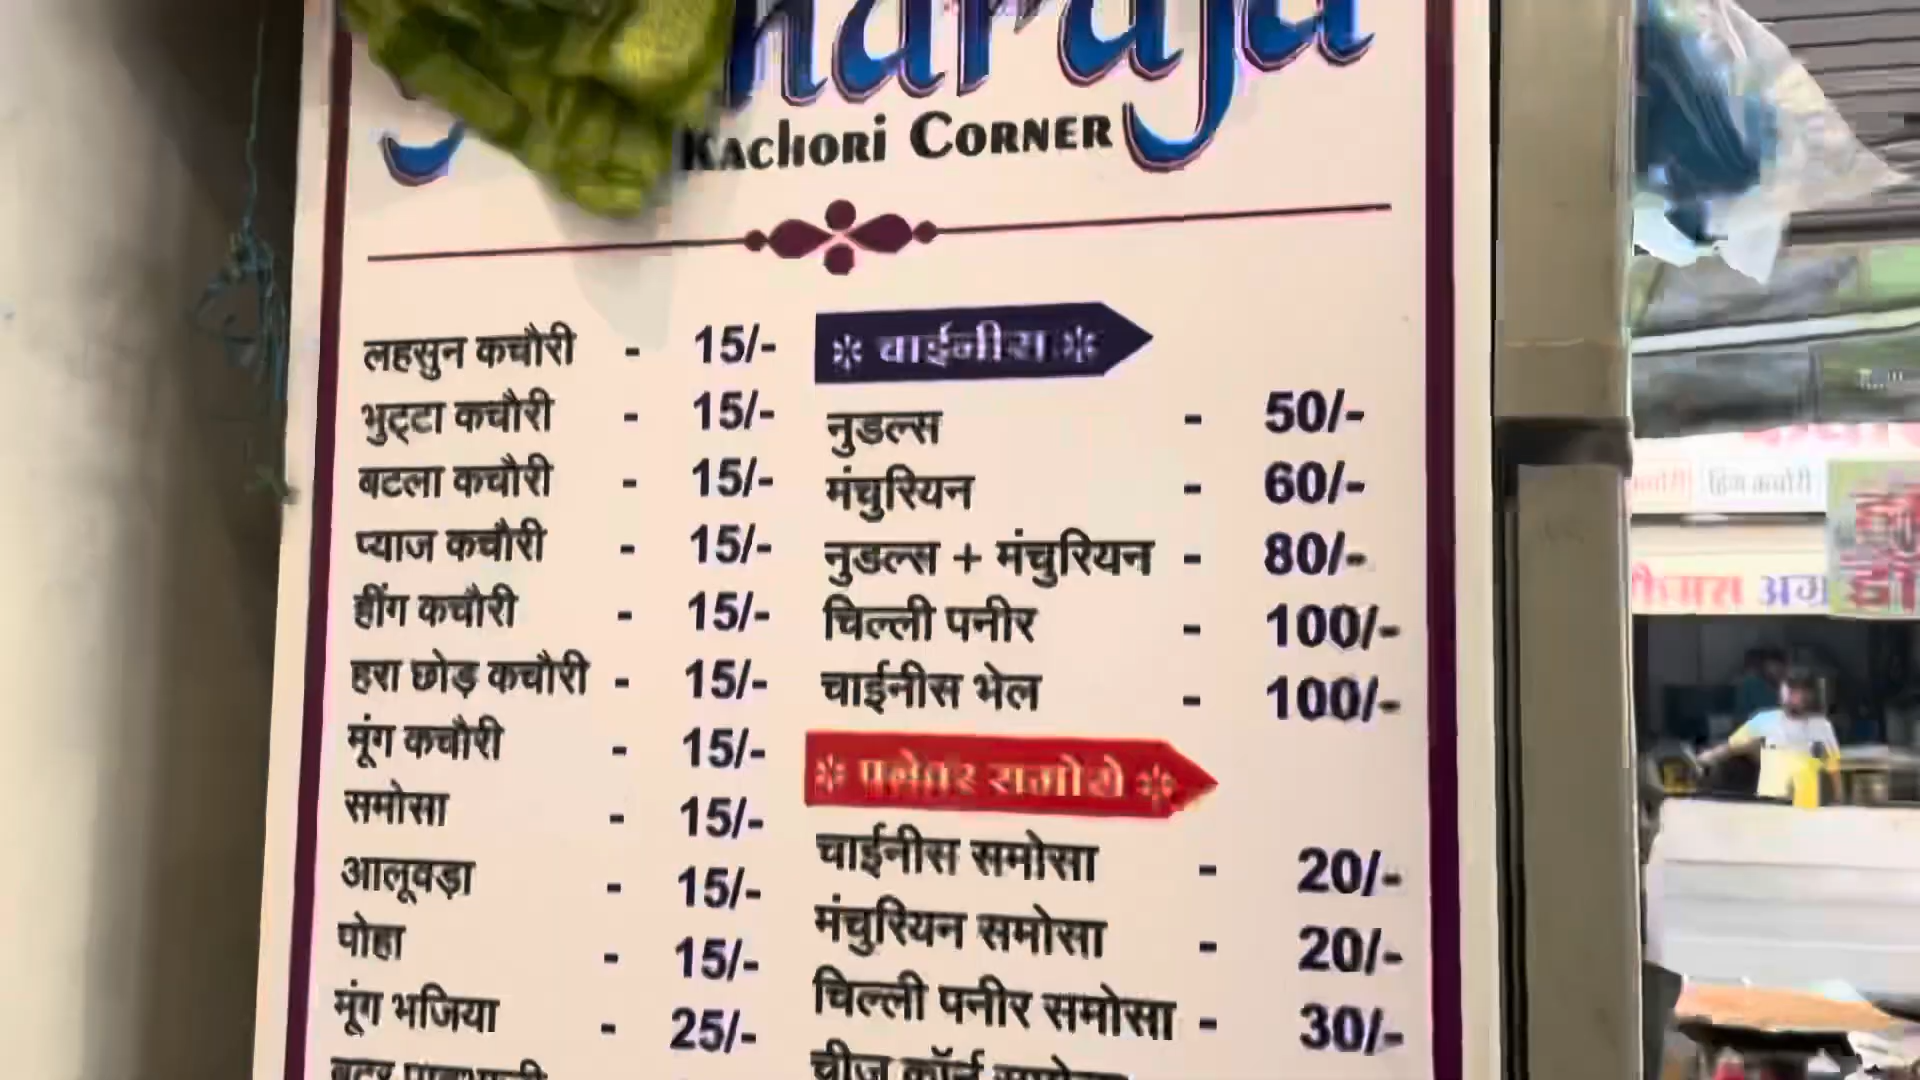 Kachori Corner
लहसुन कचौरी - 15/-
भुट्टा कचौरी - 15/-
बटला कचौरी - 15/-
प्याज कचौरी - 15/-
हींग कचौरी - 15/-
हरा छोड़ कचौरी - 15/-
मूंग कचौरी - 15/-
समोसा - 15/-
आलूवड़ा - 15/-
पोहा - 15/-
मूंग भजिया - 25/-
चाईनीस
नुडल्स - 50/-
मंचुरियन - 60/-
नुडल्स + मंचुरियन - 80/-
चिल्ली पनीर - 100/-
चाईनीस भेल - 100/-
चाईनीस समोसा - 20/-
मंचुरियन समोसा - 20/-
चिल्ली पनीर समोसा - 30/-
हिंग कचोरी